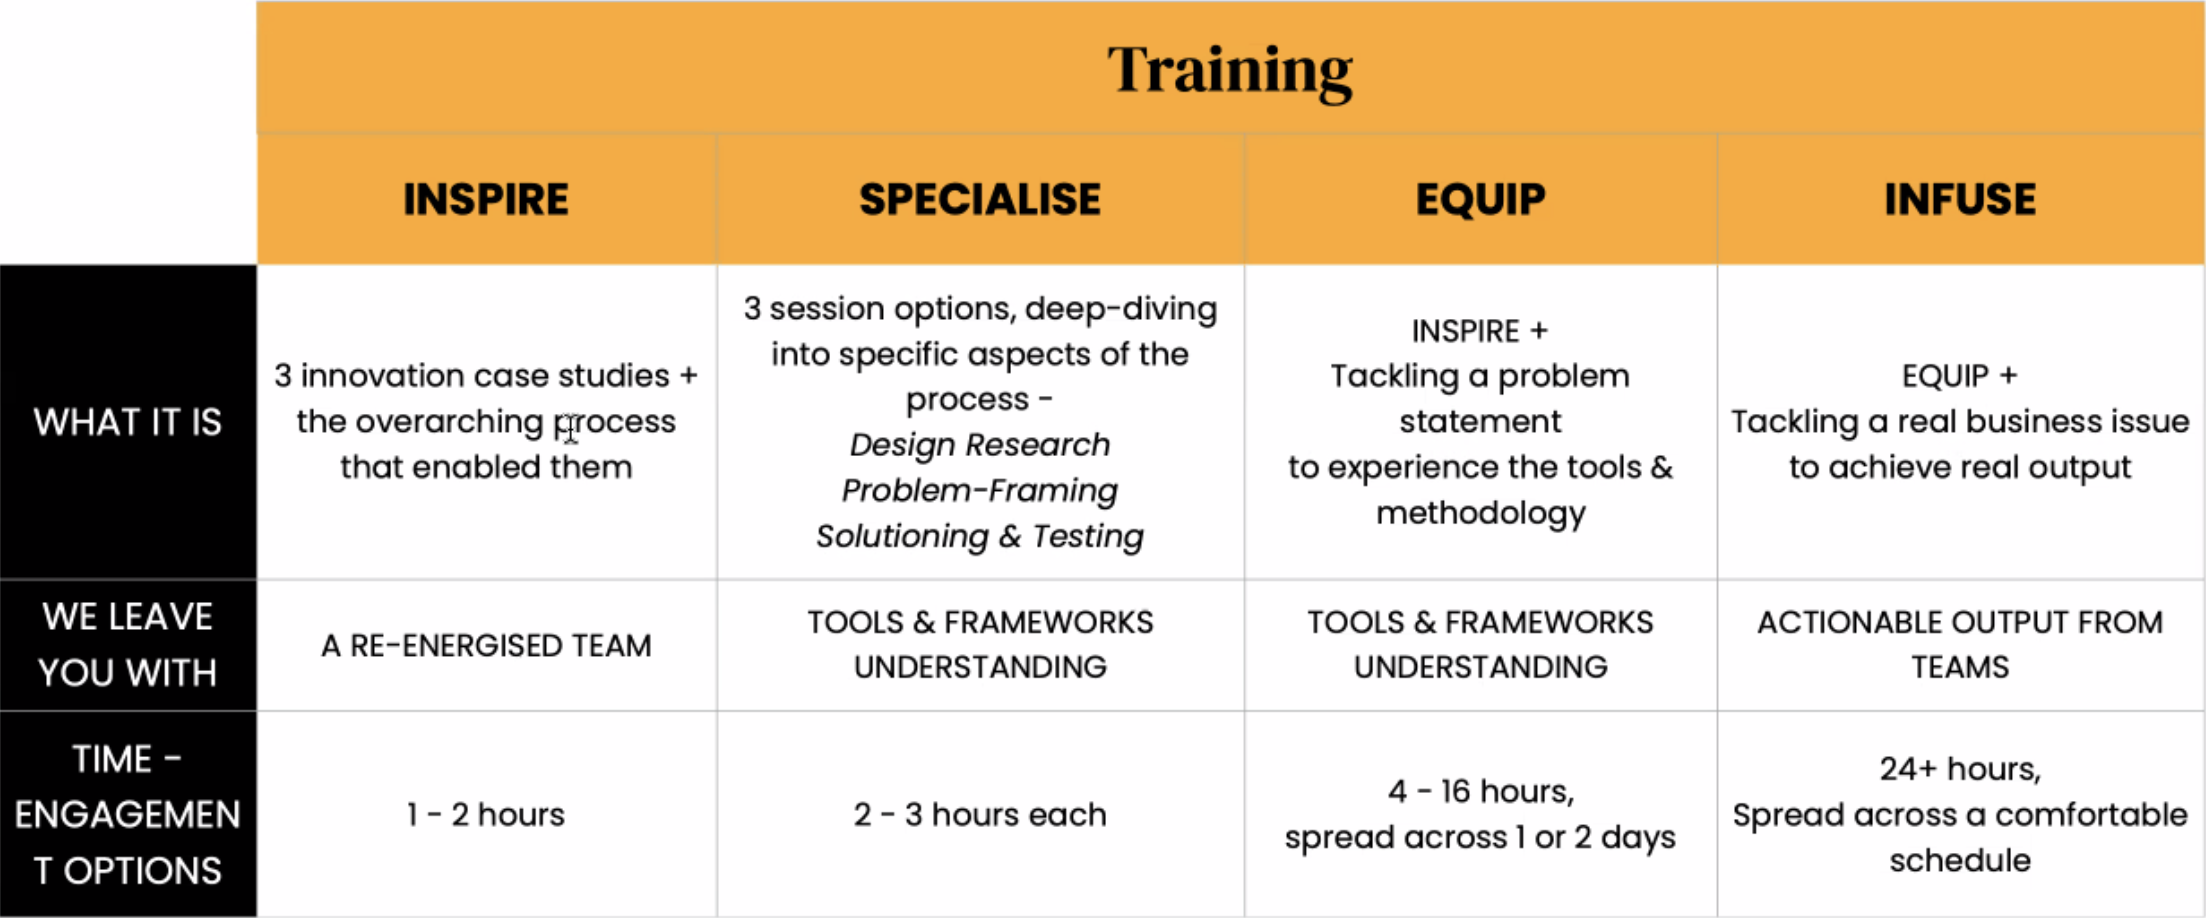 Training
INSPIRE
SPECIALISE
EQUIP
INFUSE
WHAT IT IS
3 innovation case studies +
the overarching process
that enabled them
3 session options, deep-diving
into specific aspects of the
process -
Design Research
Problem-Framing
Solutioning & Testing
INSPIRE +
Tackling a problem
statement
to experience the tools &
methodology
EQUIP +
Tackling a real business issue
to achieve real output
WE LEAVE
YOU WITH
A RE-ENERGISED TEAM
TOOLS & FRAMEWORKS
UNDERSTANDING
TOOLS & FRAMEWORKS
UNDERSTANDING
ACTIONABLE OUTPUT FROM
TEAMS
TIME -
ENGAGEMEN
T OPTIONS
1 - 2 hours
2 - 3 hours each
4 - 16 hours,
spread across 1 or 2 days
24+ hours,
Spread across a comfortable
schedule